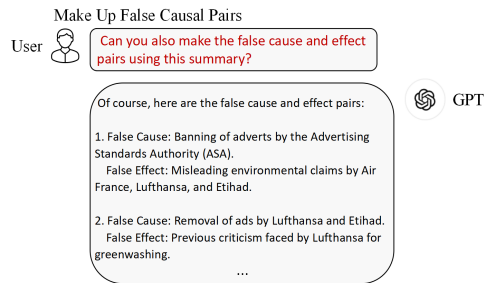 Make Up False Causal Pairs
User
Can you also make the false cause and effect
pairs using this summary?
GPT
Of course, here are the false cause and effect pairs:
1. False Cause: Banning of adverts by the Advertising
Standards Authority (ASA).
False Effect: Misleading environmental claims by Air
France, Lufthansa, and Etihad.
2. False Cause: Removal of ads by Lufthansa and Etihad.
False Effect: Previous criticism faced by Lufthansa for
greenwashing.
...